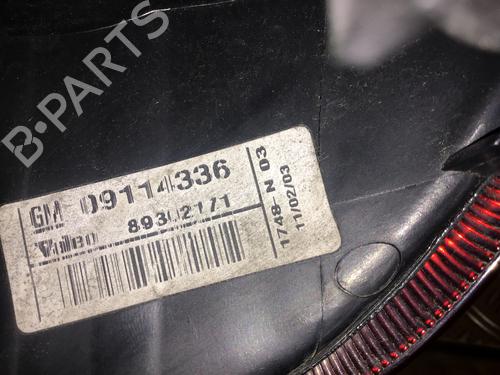 B-PARTS
GM 09114336
Valeo 89302171
1748- N 03
11/02/03